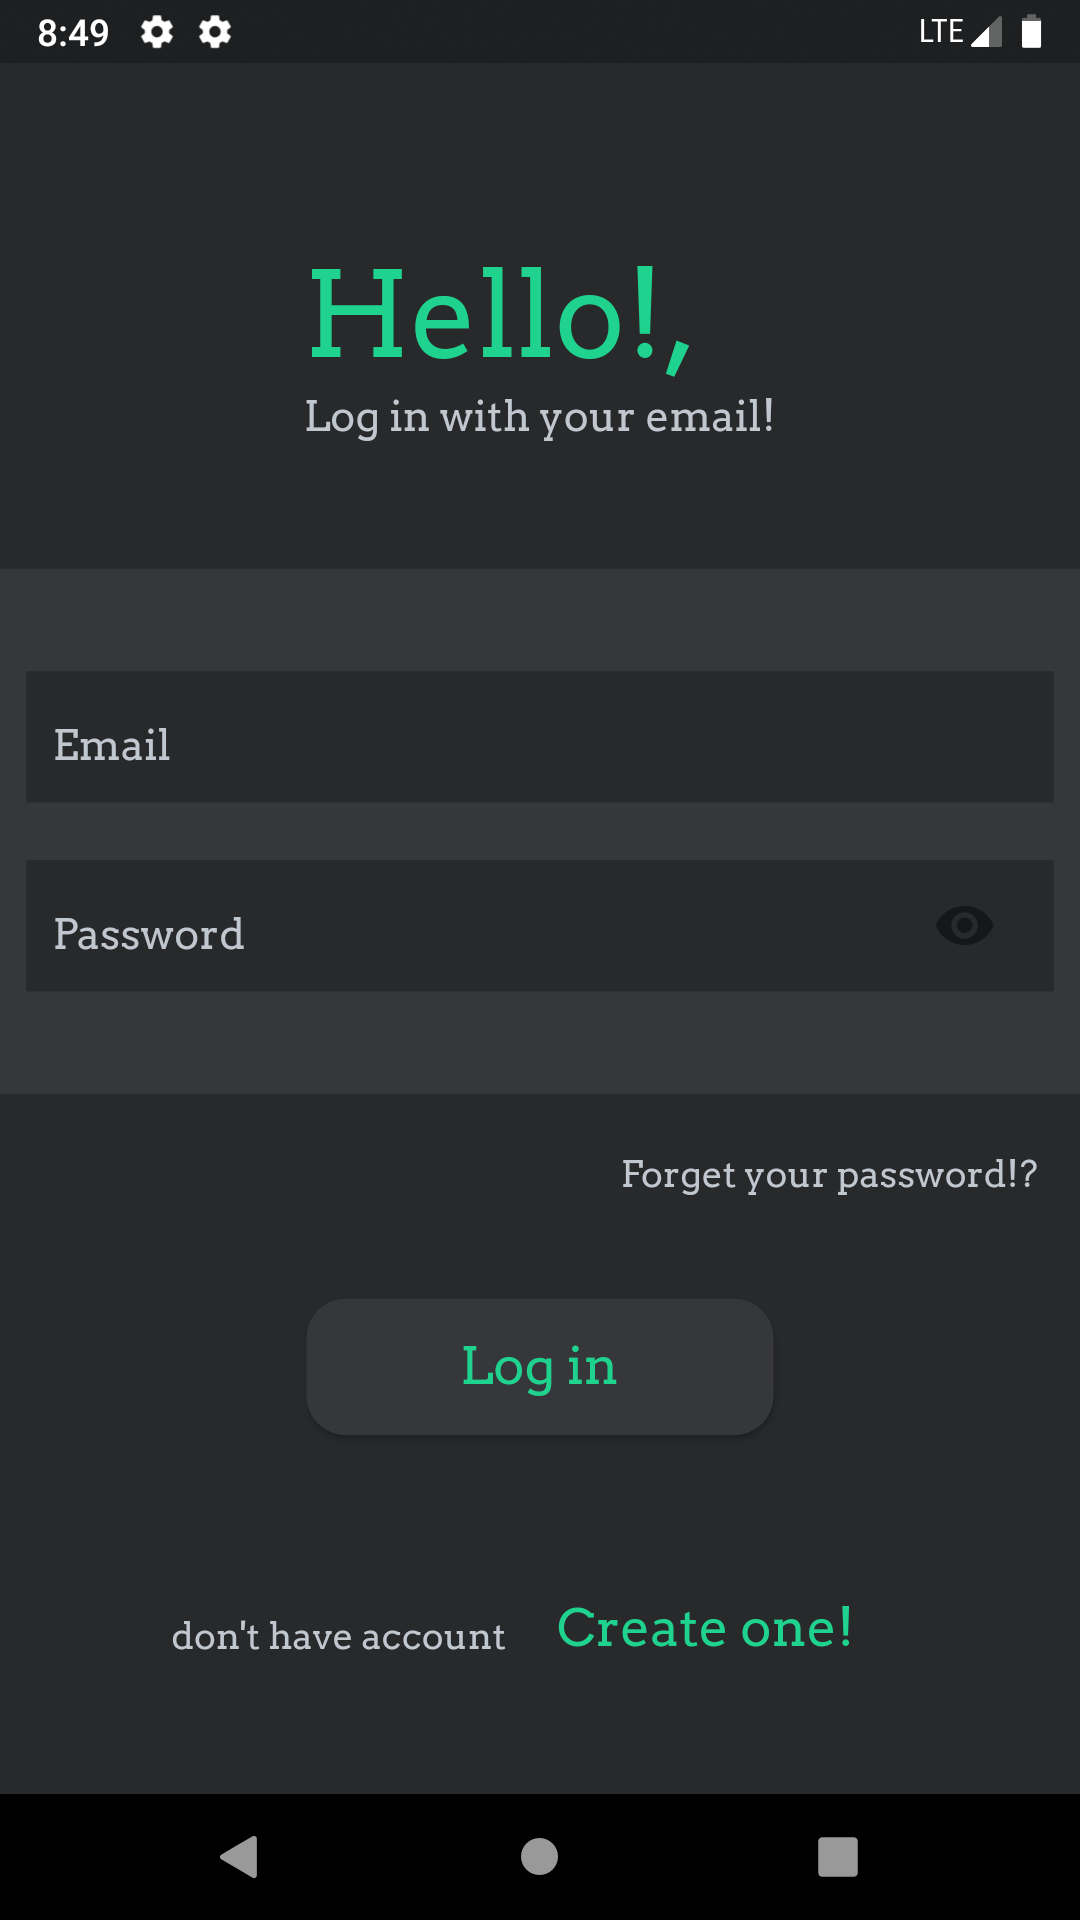 8:49 LTE
Hello!,
Log in with your email!
Email
Password
Forget your password!?
Log in
don't have account Create one!